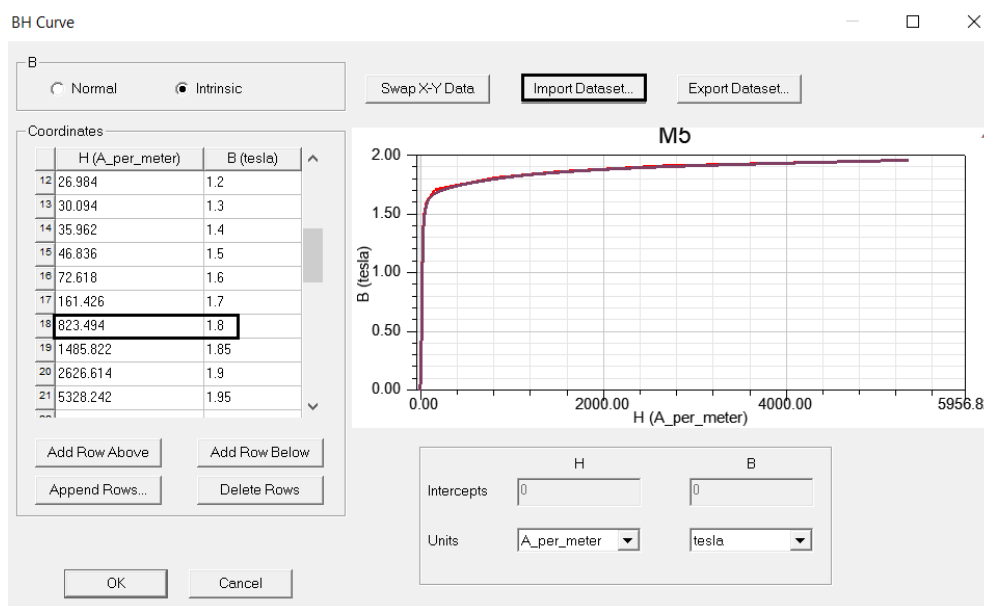 BH Curve
B
Normal Intrinsic
Swap X-Y Data Import Dataset... Export Dataset...
Coordinates
H (A_per_meter) B (tesla)
12 26.984 1.2
13 30.094 1.3
14 35.962 1.4
15 46.836 1.5
16 72.618 1.6
17 161.426 1.7
18 823.494 1.8
19 1485.822 1.85
20 2626.614 1.9
21 5328.242 1.95
Add Row Above Add Row Below
Append Rows... Delete Rows
OK Cancel
M5
2.00
1.50
1.00
0.50
0.00
B (tesla)
0.00 2000.00 4000.00 5956.8
H (A_per_meter)
H B
Intercepts 0 0
Units A_per_meter tesla